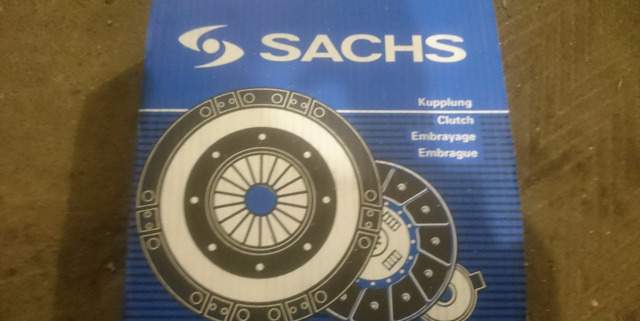 SACHS
Kupplung
Clutch
Embrayage
Embrague